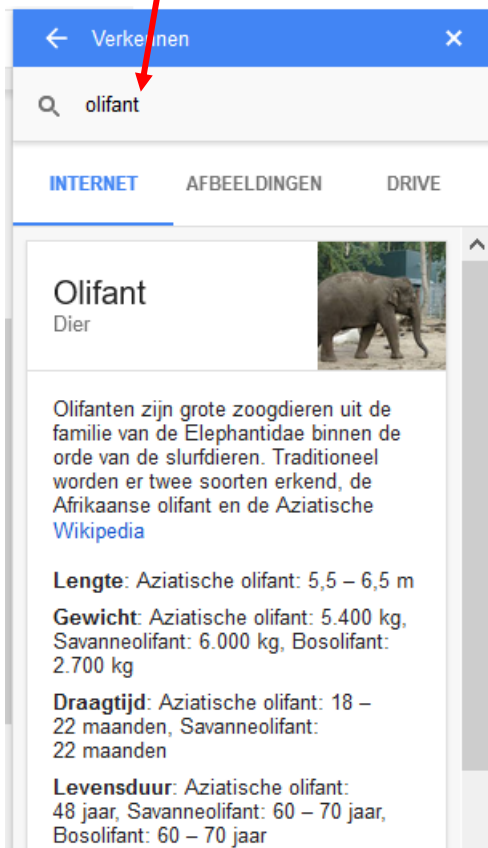 Verkennen
olifant
INTERNET AFBEELDINGEN DRIVE
Olifant
Dier
Olifanten zijn grote zoogdieren uit de
familie van de Elephantidae binnen de
orde van de slurfdieren. Traditioneel
worden er twee soorten erkend, de
Afrikaanse olifant en de Aziatische
Wikipedia
Lengte: Aziatische olifant: 5,5 – 6,5 m
Gewicht: Aziatische olifant: 5.400 kg,
Savanneolifant: 6.000 kg, Bosolifant:
2.700 kg
Draagtijd: Aziatische olifant: 18 –
22 maanden, Savanneolifant:
22 maanden
Levensduur: Aziatische olifant:
48 jaar, Savanneolifant: 60 – 70 jaar,
Bosolifant: 60 – 70 jaar